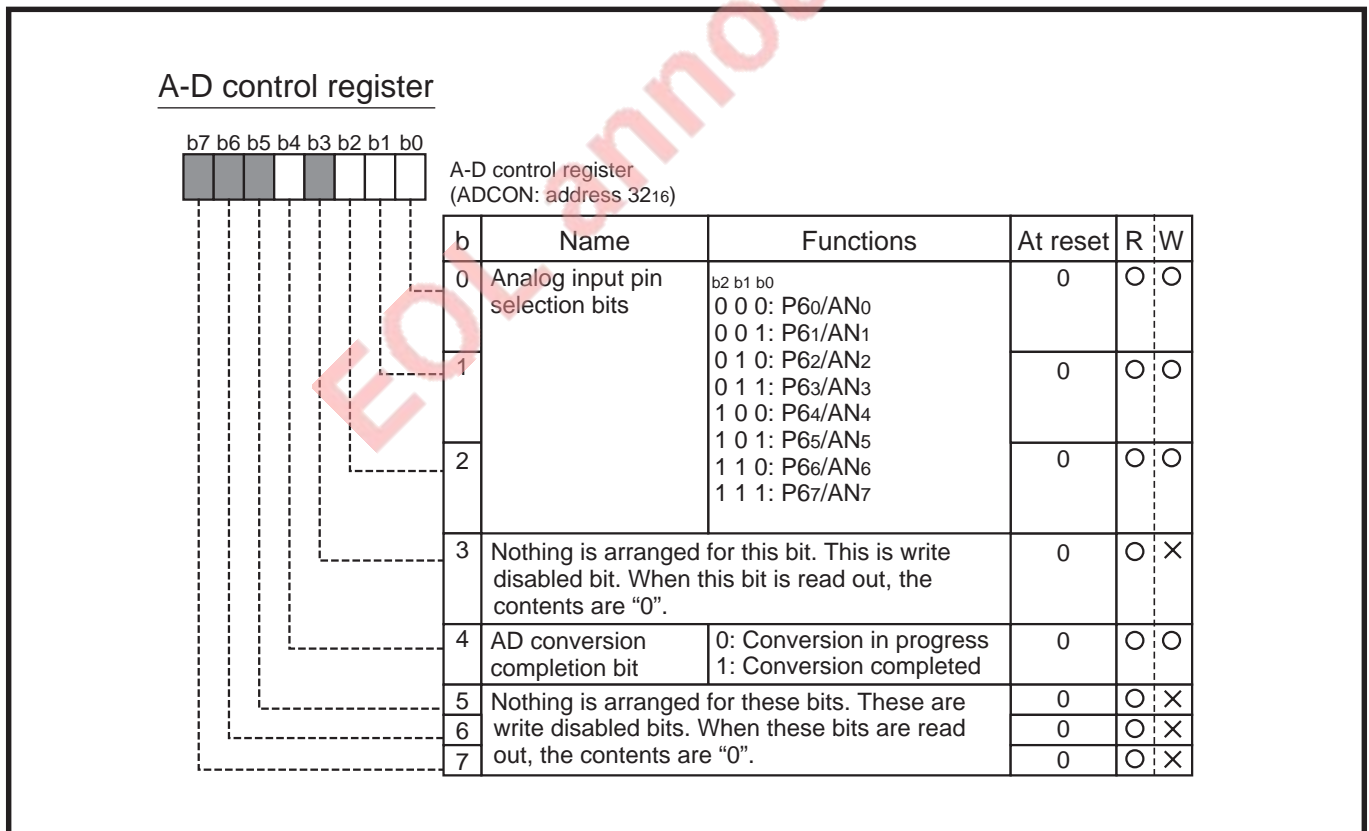 A-D control register
b7 b6 b5 b4 b3 b2 b1 b0
A-D control register
(ADCON: address 3216)
b Name Functions At reset R W
0 Analog input pin selection bits
b2 b1 b0
0 0 0: P60/AN0
0 0 1: P61/AN1
0 1 0: P62/AN2
0 1 1: P63/AN3
1 0 0: P64/AN4
1 0 1: P65/AN5
1 1 0: P66/AN6
1 1 1: P67/AN7
0 O O
1 0 O O
2 0 O O
3 Nothing is arranged for this bit. This is write
disabled bit. When this bit is read out, the
contents are “0”.
0 O ×
4 AD conversion
completion bit
0: Conversion in progress
1: Conversion completed
0 O O
5 Nothing is arranged for these bits. These are 0 O ×
6 write disabled bits. When these bits are read 0 O ×
7 out, the contents are “0”. 0 O ×
EOL